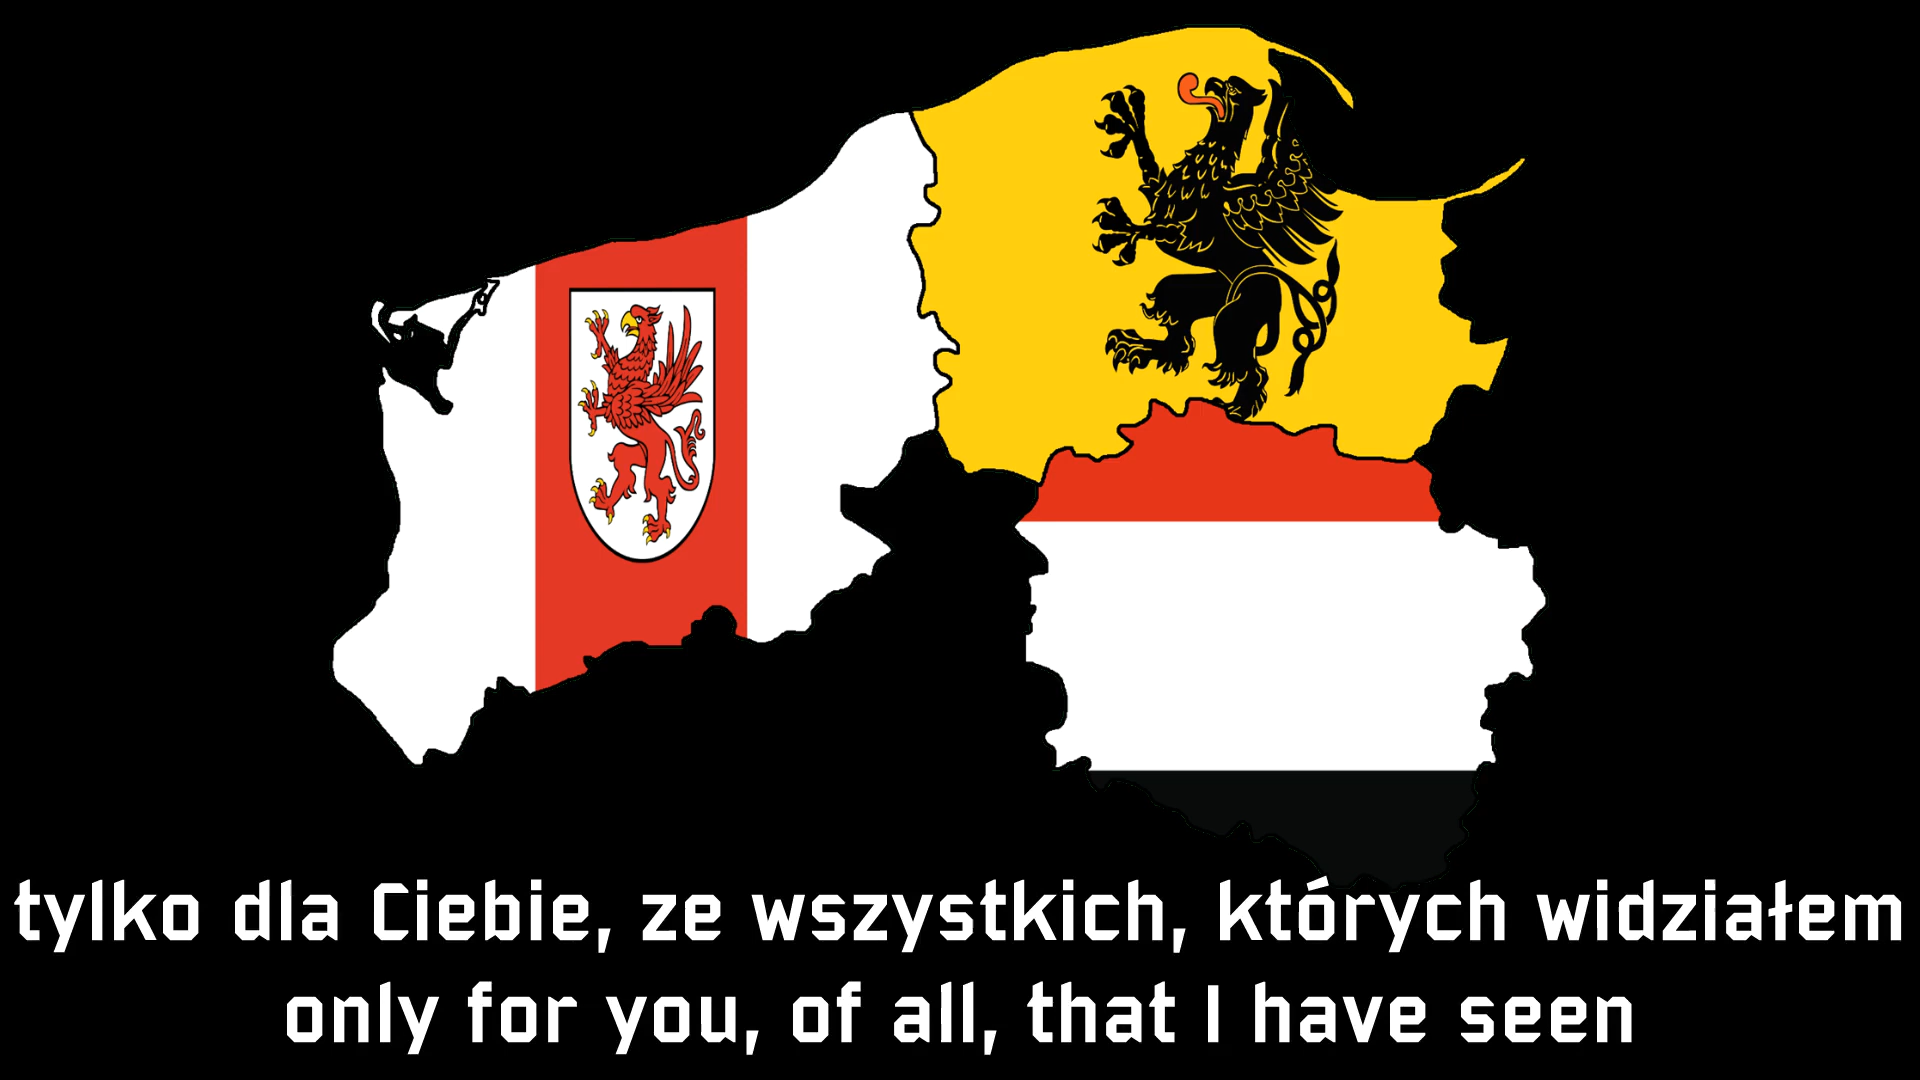 tylko dla Ciebie, ze wszystkich, których widziałem
only for you, of all, that I have seen